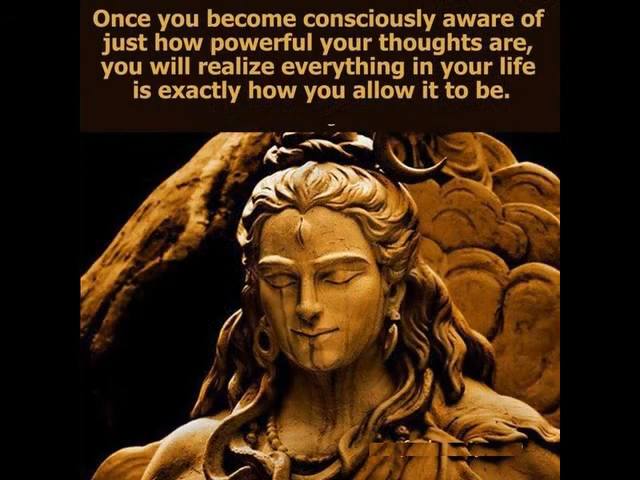 Once you become consciously aware of
just how powerful your thoughts are,
you will realize everything in your life
is exactly how you allow it to be.